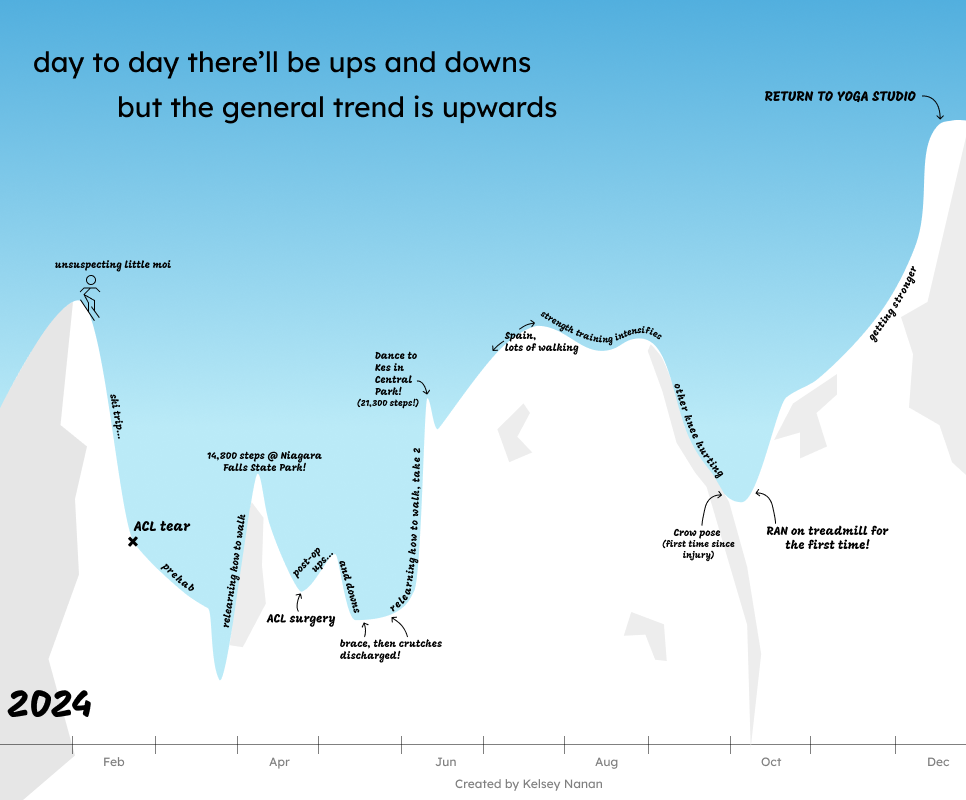 day to day there'll be ups and downs
but the general trend is upwards
RETURN TO YOGA STUDIO
unsuspecting little moi
ski trip...
ACL tear
prehab
relearning how to walk
14,800 steps @ Niagara
Falls State Park!
post-op
ups...
ACL surgery
and downs
brace, then crutches
discharged!
relearning how to walk, take 2
Dance to
Kes in
Central
Park!
(21,300 steps!)
Spain,
lots of walking
strength training intensifies
other knee hurting
Crow pose
(first time since
injury)
RAN on treadmill for
the first time!
getting stronger
2024
Feb
Apr
Jun
Aug
Oct
Dec
Created by Kelsey Nanan